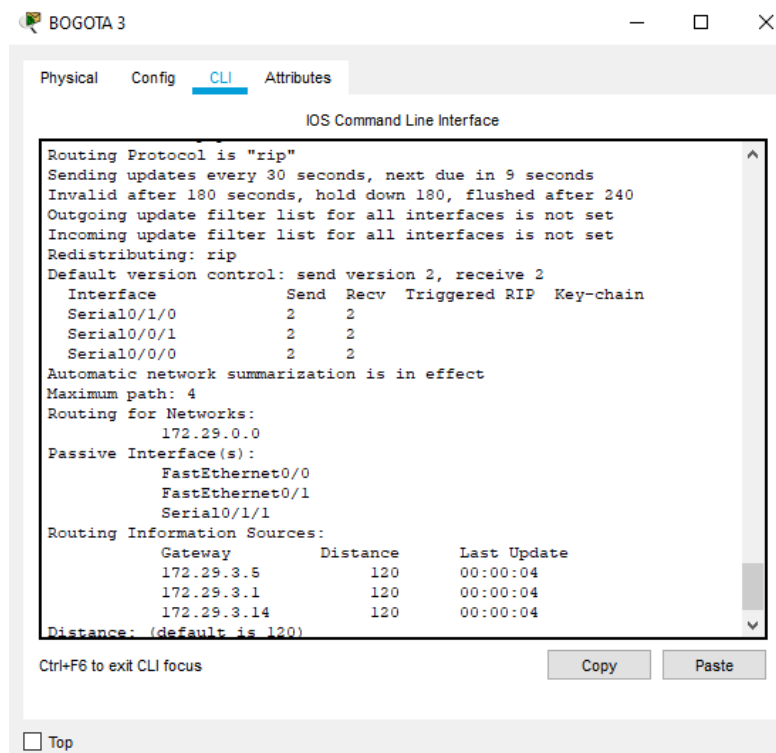 BOGOTA 3
Physical Config CLI Attributes
IOS Command Line Interface
Routing Protocol is "rip"
Sending updates every 30 seconds, next due in 9 seconds
Invalid after 180 seconds, hold down 180, flushed after 240
Outgoing update filter list for all interfaces is not set
Incoming update filter list for all interfaces is not set
Redistributing: rip
Default version control: send version 2, receive 2
Interface Send Recv Triggered RIP Key-chain
Serial0/1/0 2 2
Serial0/0/1 2 2
Serial0/0/0 2 2
Automatic network summarization is in effect
Maximum path: 4
Routing for Networks:
172.29.0.0
Passive Interface(s):
FastEthernet0/0
FastEthernet0/1
Serial0/1/1
Routing Information Sources:
Gateway Distance Last Update
172.29.3.5 120 00:00:04
172.29.3.1 120 00:00:04
172.29.3.14 120 00:00:04
Distance: (default is 120)
Ctrl+F6 to exit CLI focus Copy Paste
Top